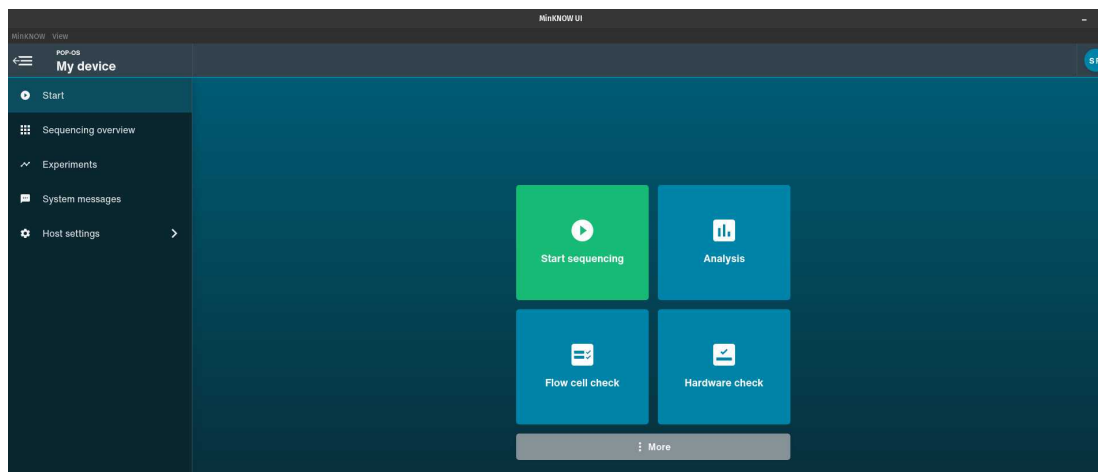 MinKNOW UI
MinKNOW View
POP-OS
My device
Start
Sequencing overview
Experiments
System messages
Host settings
Start sequencing
Analysis
Flow cell check
Hardware check
More